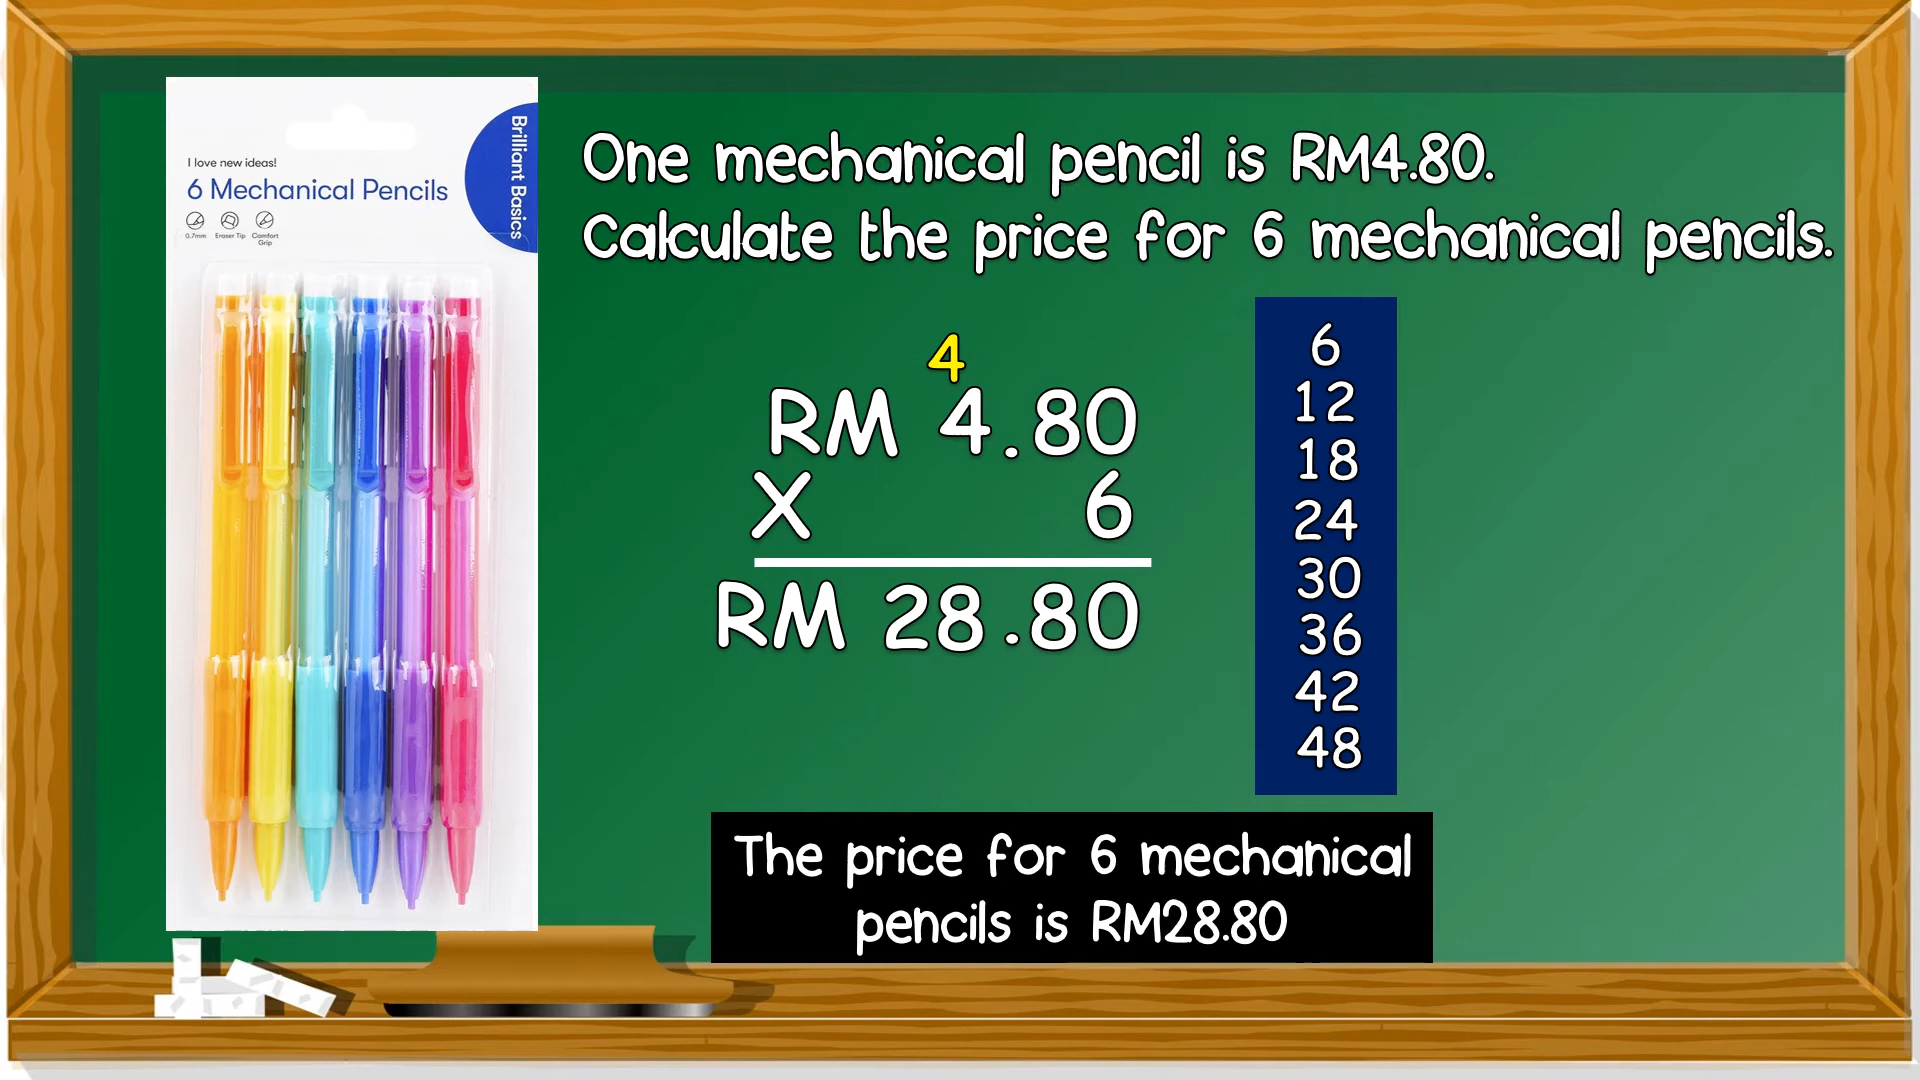 I love new ideas!
6 Mechanical Pencils
0.7mm Eraser Tip Comfort Grip
Brilliant Basics
One mechanical pencil is RM4.80.
Calculate the price for 6 mechanical pencils.
4
RM 4.80
X 6
RM 28.80
6
12
18
24
30
36
42
48
The price for 6 mechanical
pencils is RM28.80